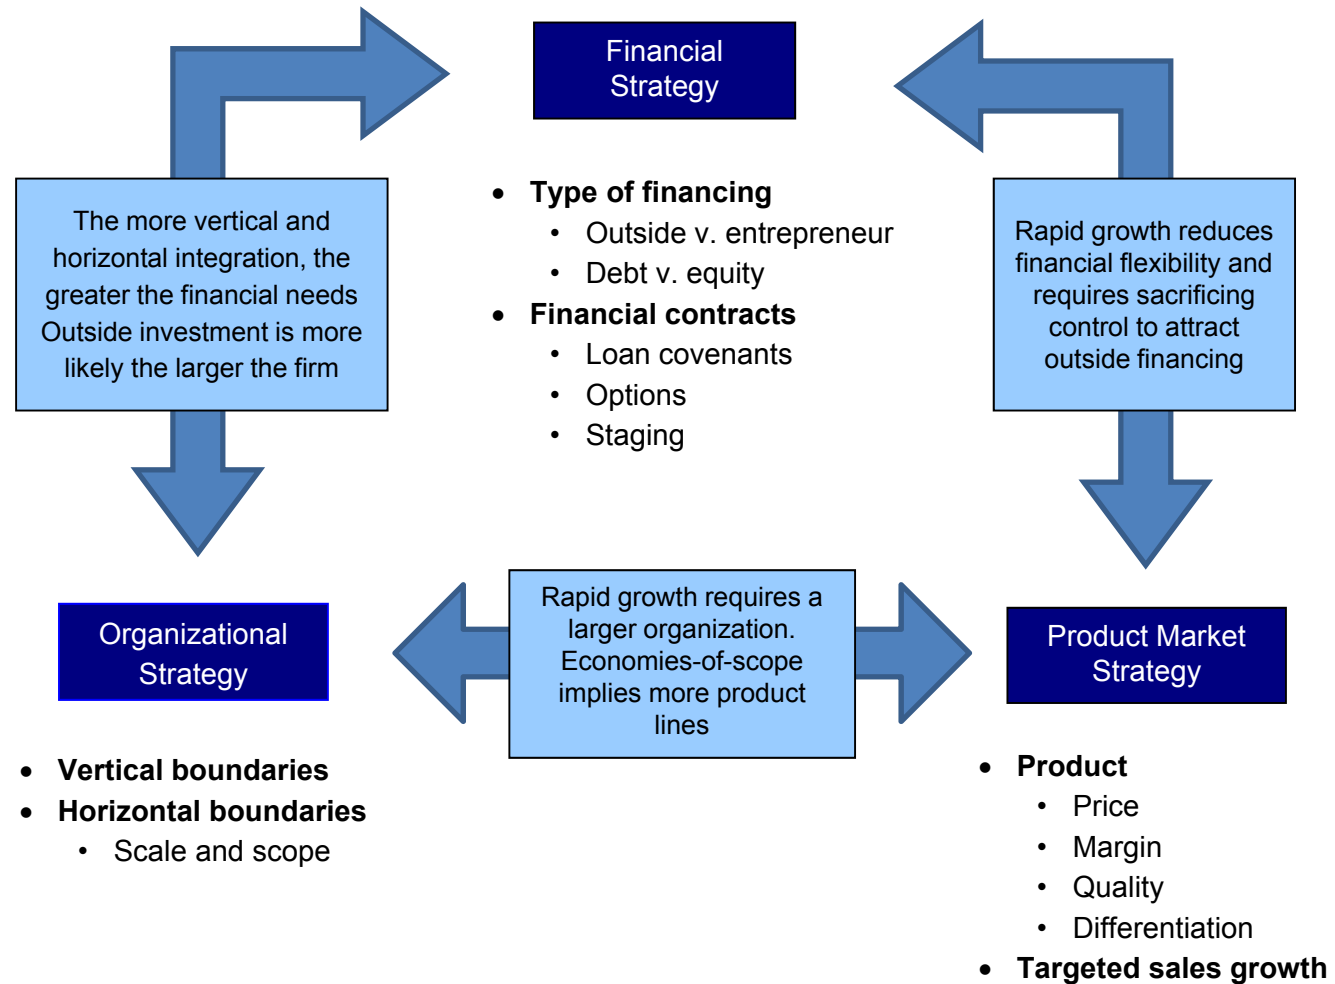 Financial
Strategy
The more vertical and
horizontal integration, the
greater the financial needs
Outside investment is more
likely the larger the firm
• Type of financing
• Outside v. entrepreneur
• Debt v. equity
• Financial contracts
• Loan covenants
• Options
• Staging
Rapid growth reduces
financial flexibility and
requires sacrificing
control to attract
outside financing
Organizational
Strategy
Rapid growth requires a
larger organization.
Economies-of-scope
implies more product
lines
Product Market
Strategy
• Vertical boundaries
• Horizontal boundaries
• Scale and scope
• Product
• Price
• Margin
• Quality
• Differentiation
• Targeted sales growth